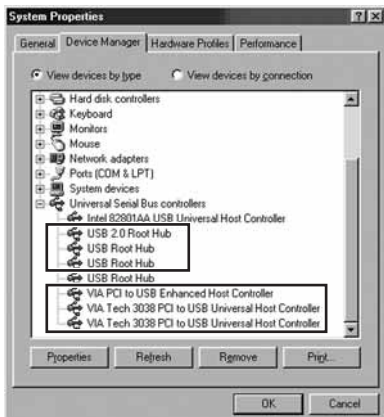 System Properties
General Device Manager Hardware Profiles Performance
View devices by type View devices by connection
Hard disk controllers
Keyboard
Monitors
Mouse
Network adapters
Ports (COM & LPT)
System devices
Universal Serial Bus controllers
Intel 82801AA USB Universal Host Controller
USB 2.0 Root Hub
USB Root Hub
USB Root Hub
USB Root Hub
VIA PCI to USB Enhanced Host Controller
VIA Tech 3038 PCI to USB Universal Host Controller
VIA Tech 3038 PCI to USB Universal Host Controller
Properties Refresh Remove Print...
OK Cancel